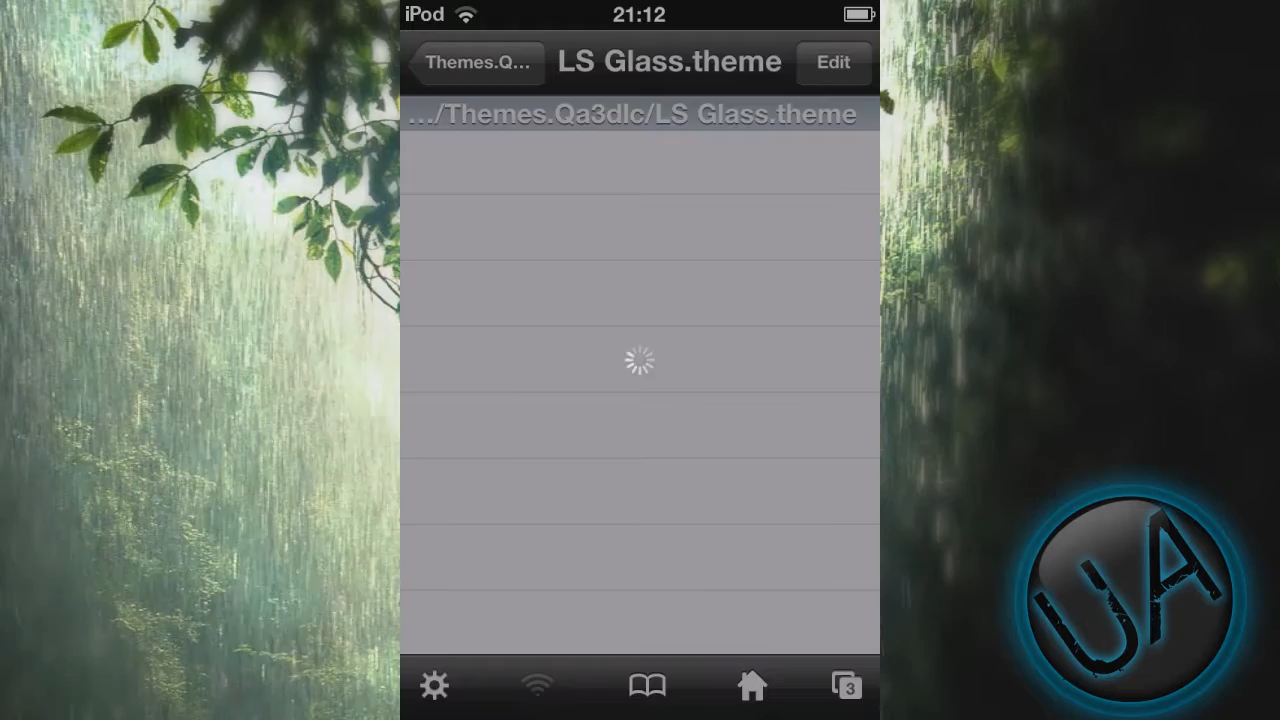 iPod 21:12
Themes.Q... LS Glass.theme Edit
.../Themes.Qa3dlc/LS Glass.theme
3
UA